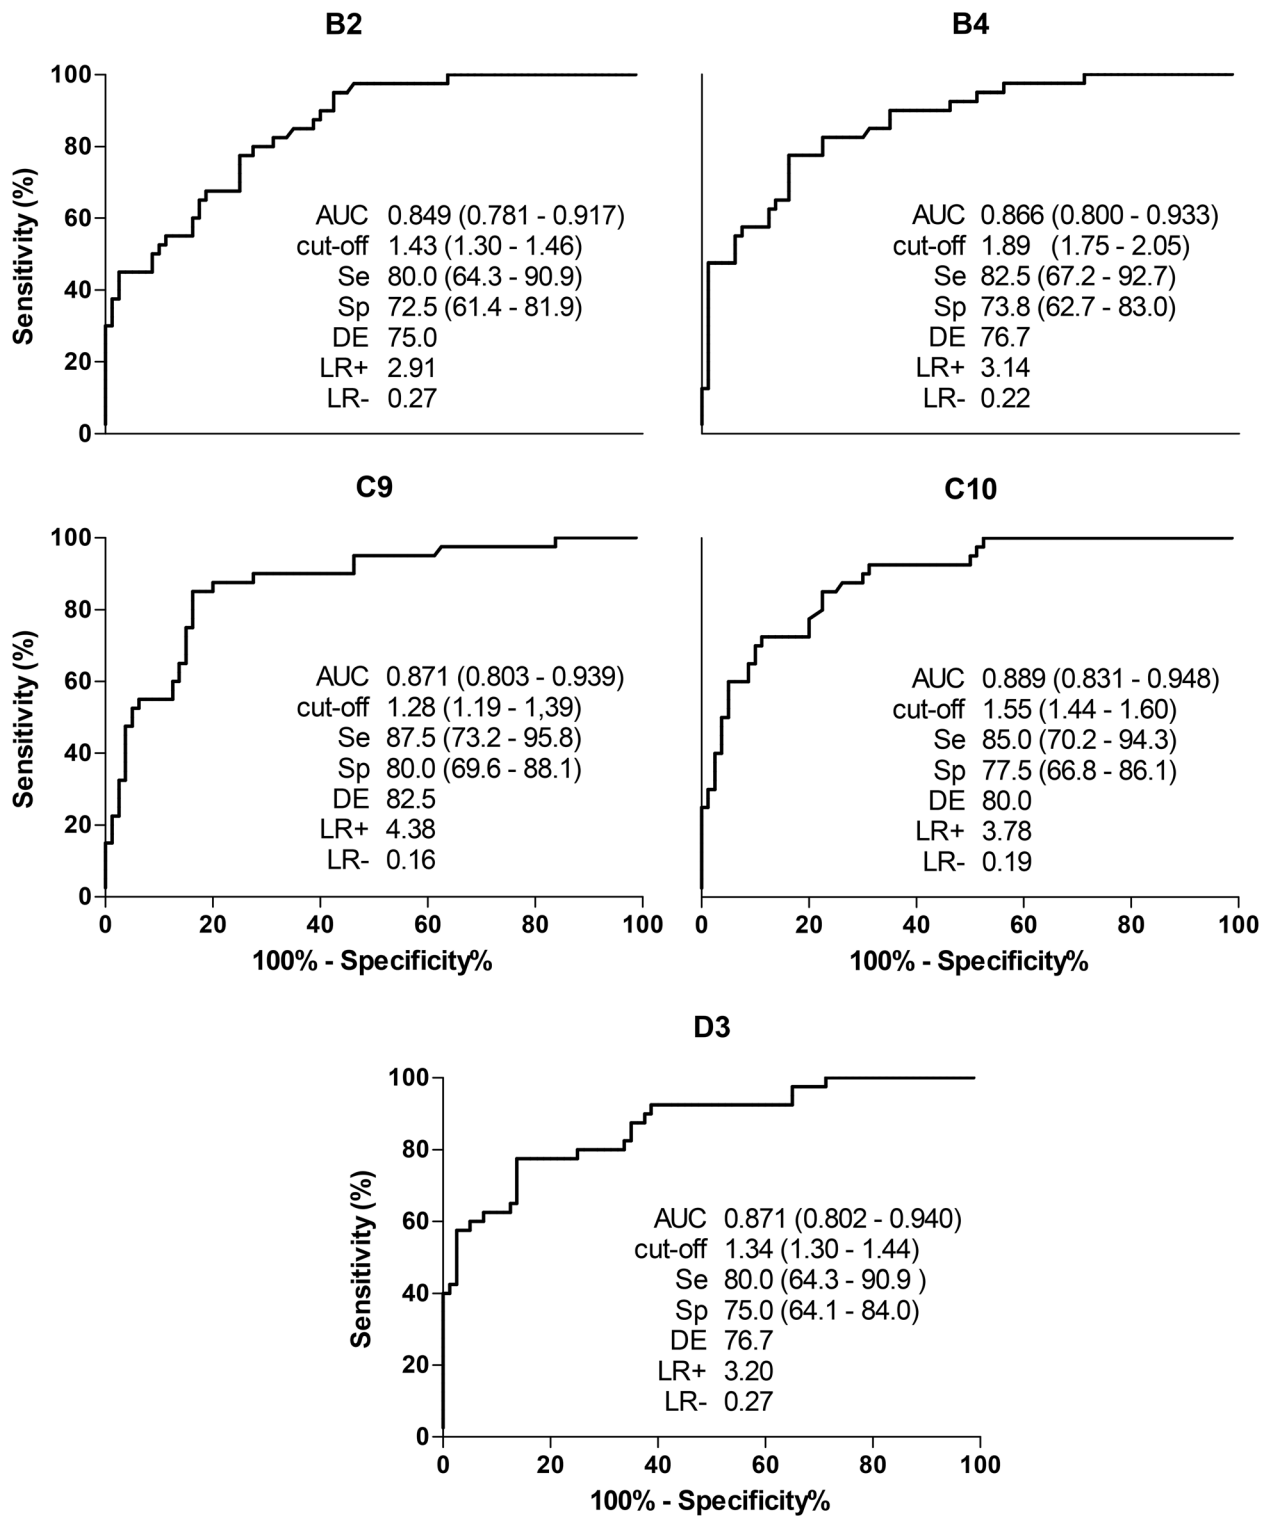 B2
B4
100
80
60
40
20
0
Sensitivity (%)
AUC 0.849 (0.781 - 0.917)
cut-off 1.43 (1.30 - 1.46)
Se 80.0 (64.3 - 90.9)
Sp 72.5 (61.4 - 81.9)
DE 75.0
LR+ 2.91
LR- 0.27
AUC 0.866 (0.800 - 0.933)
cut-off 1.89 (1.75 - 2.05)
Se 82.5 (67.2 - 92.7)
Sp 73.8 (62.7 - 83.0)
DE 76.7
LR+ 3.14
LR- 0.22
C9
C10
100
80
60
40
20
0
Sensitivity (%)
AUC 0.871 (0.803 - 0.939)
cut-off 1.28 (1.19 - 1,39)
Se 87.5 (73.2 - 95.8)
Sp 80.0 (69.6 - 88.1)
DE 82.5
LR+ 4.38
LR- 0.16
0 20 40 60 80 100
100% - Specificity%
AUC 0.889 (0.831 - 0.948)
cut-off 1.55 (1.44 - 1.60)
Se 85.0 (70.2 - 94.3)
Sp 77.5 (66.8 - 86.1)
DE 80.0
LR+ 3.78
LR- 0.19
0 20 40 60 80 100
100% - Specificity%
D3
100
80
60
40
20
0
Sensitivity (%)
AUC 0.871 (0.802 - 0.940)
cut-off 1.34 (1.30 - 1.44)
Se 80.0 (64.3 - 90.9 )
Sp 75.0 (64.1 - 84.0)
DE 76.7
LR+ 3.20
LR- 0.27
0 20 40 60 80 100
100% - Specificity%